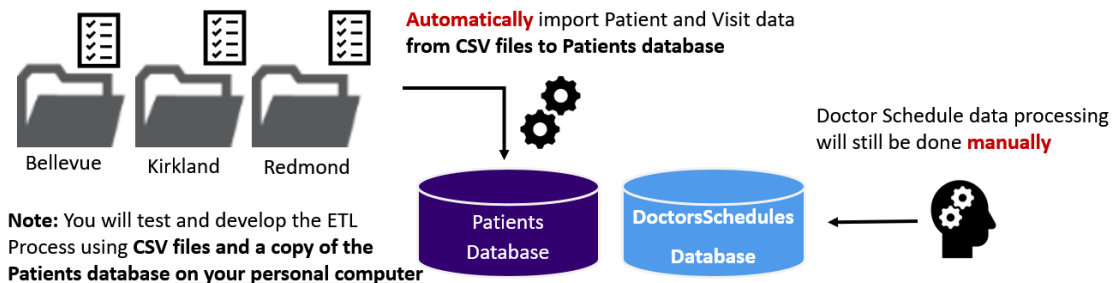 Automatically import Patient and Visit data
from CSV files to Patients database
Doctor Schedule data processing
will still be done manually
Bellevue
Kirkland
Redmond
Patients
Database
DoctorsSchedules
Database
Note: You will test and develop the ETL
Process using CSV files and a copy of the
Patients database on your personal computer